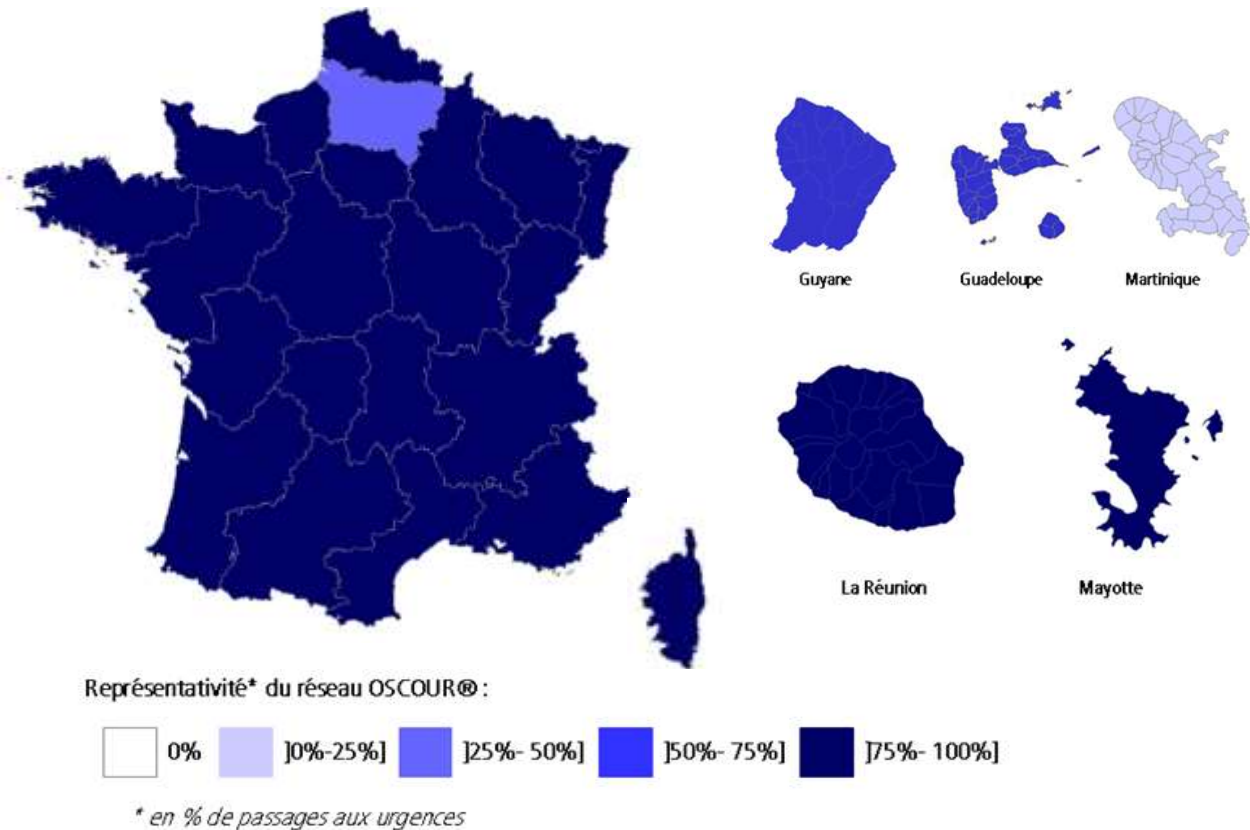 Guyane
Guadeloupe
Martinique
La Réunion
Mayotte
Représentativité* du réseau OSCOUR® :
0%
]0%-25%]
]25%- 50%]
]50%- 75%]
]75%- 100%]
* en % de passages aux urgences